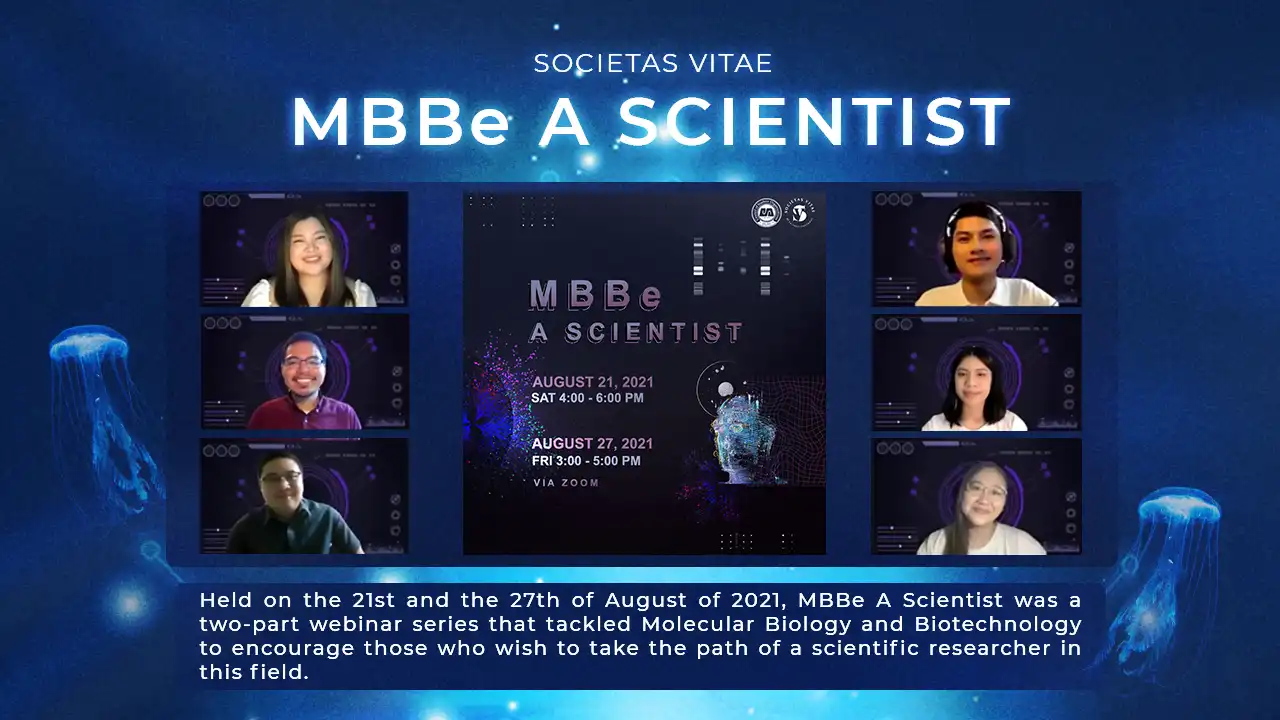 SOCIETAS VITAE
MBBe A SCIENTIST
MBBe
A SCIENTIST
AUGUST 21, 2021
SAT 4:00 - 6:00 PM
AUGUST 27, 2021
FRI 3:00 - 5:00 PM
VIA ZOOM
Held on the 21st and the 27th of August of 2021, MBBe A Scientist was a
two-part webinar series that tackled Molecular Biology and Biotechnology
to encourage those who wish to take the path of a scientific researcher in
this field.